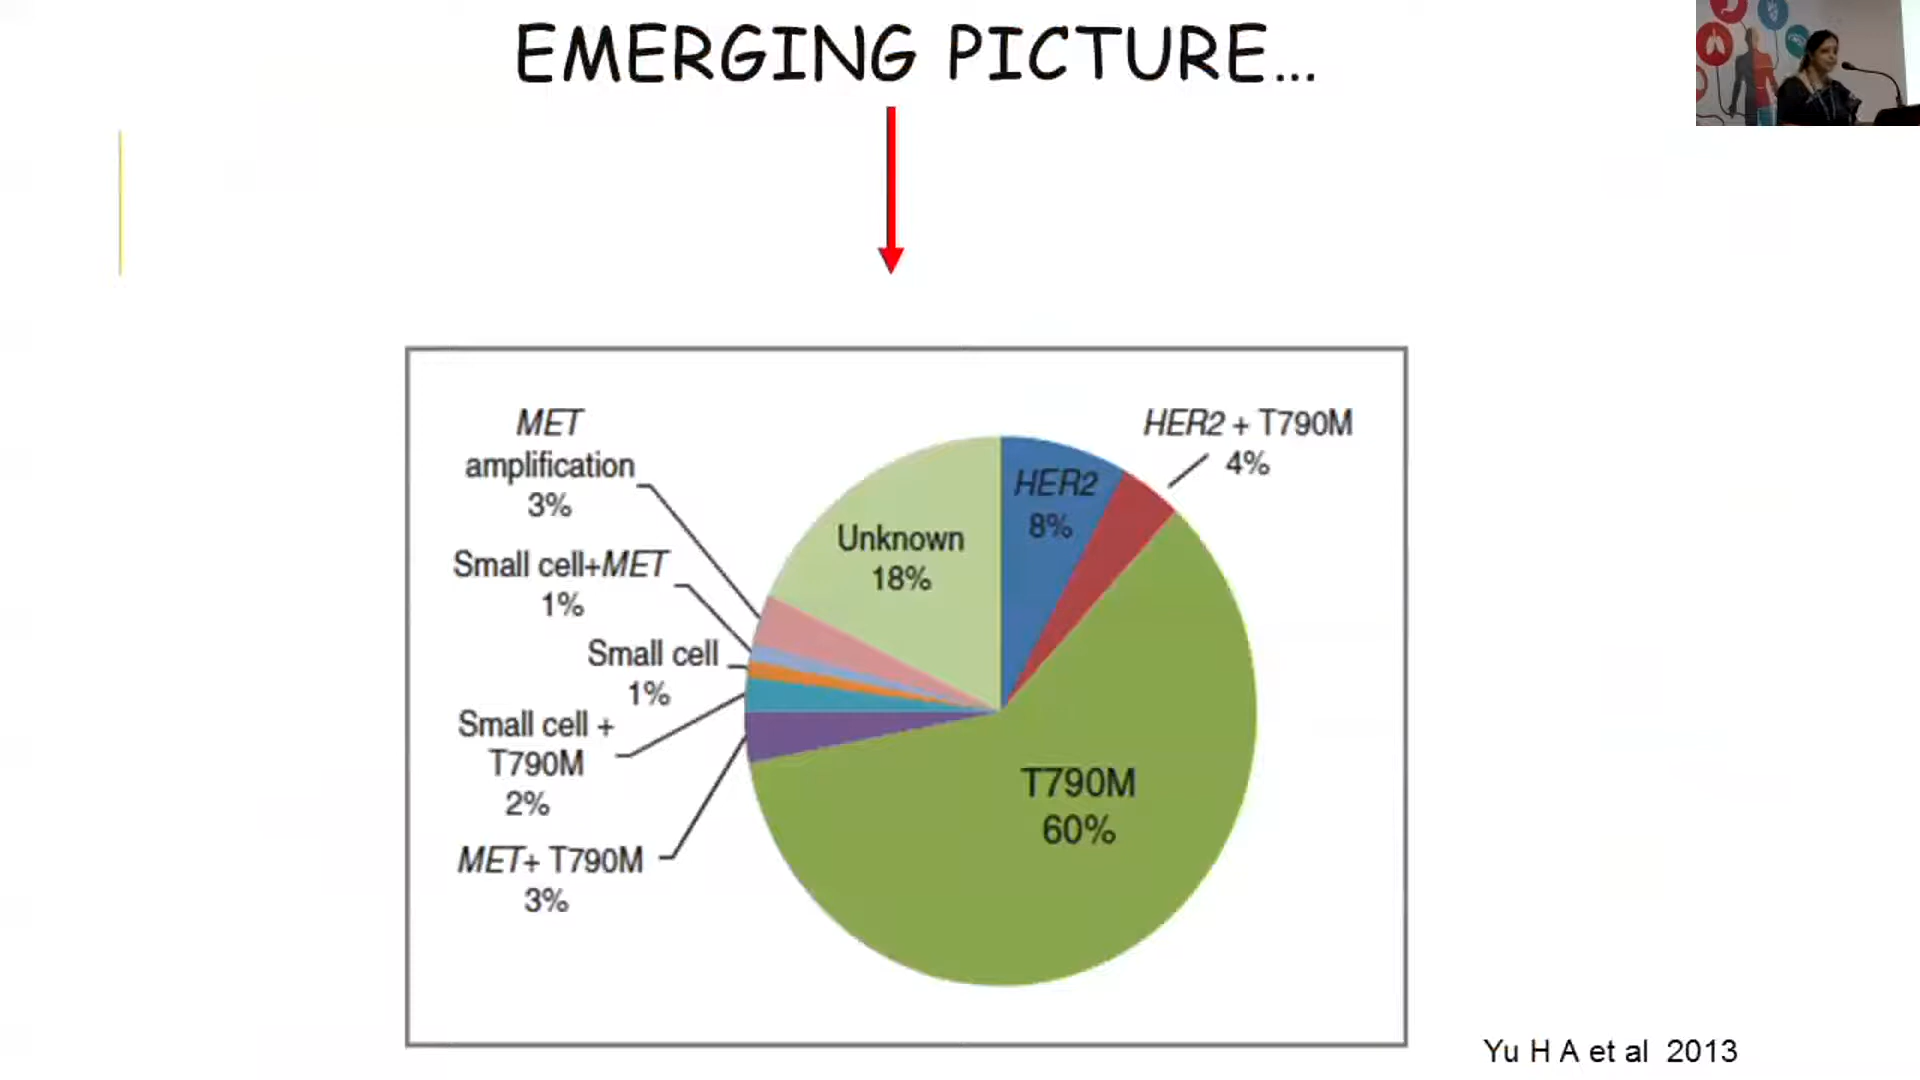 EMERGING PICTURE...
MET
amplification
3%
Small cell+MET
1%
Small cell
1%
Small cell +
T790M
2%
MET+ T790M
3%
Unknown
18%
HER2
8%
HER2 + T790M
4%
T790M
60%
Yu H A et al 2013